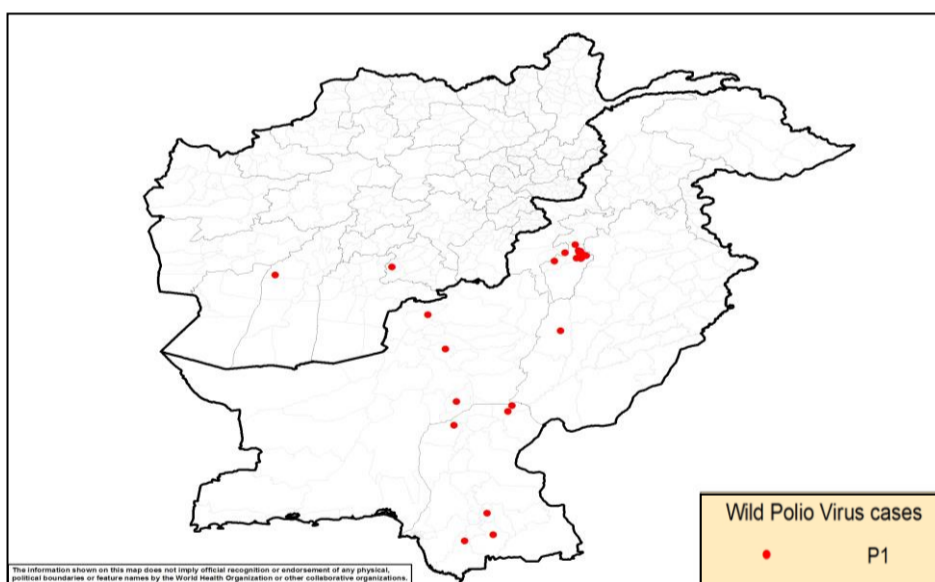 Wild Polio Virus cases
P1
The information shown on this map does not imply official recognition or endorsement of any physical,
political boundaries or feature names by the World Health Organization or other collaborative organizations.